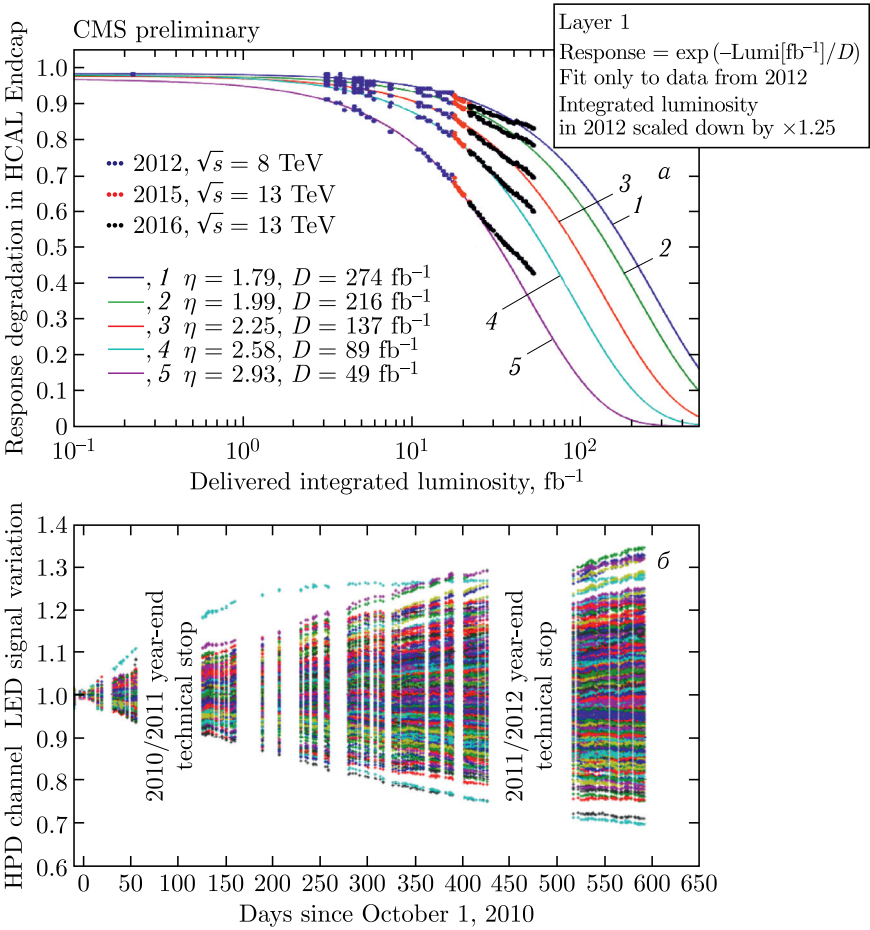 CMS preliminary
Layer 1
Response = exp (–Lumi[fb⁻¹]/D)
Fit only to data from 2012
Integrated luminosity
in 2012 scaled down by ×1.25
Response degradation in HCAL Endcap
1.0
0.9
0.8
0.7
0.6
0.5
0.4
0.3
0.2
0.1
0
2012, √s = 8 TeV
2015, √s = 13 TeV
2016, √s = 13 TeV
, 1 η = 1.79, D = 274 fb⁻¹
, 2 η = 1.99, D = 216 fb⁻¹
, 3 η = 2.25, D = 137 fb⁻¹
, 4 η = 2.58, D = 89 fb⁻¹
, 5 η = 2.93, D = 49 fb⁻¹
а
3
1
2
4
5
10⁻¹ 10⁰ 10¹ 10²
Delivered integrated luminosity, fb⁻¹
HPD channel LED signal variation
1.4
1.3
1.2
1.1
1.0
0.9
0.8
0.7
0.6
б
2010/2011 year-end
technical stop
2011/2012 year-end
technical stop
0 50 100 150 200 250 300 350 400 450 500 550 600 650
Days since October 1, 2010